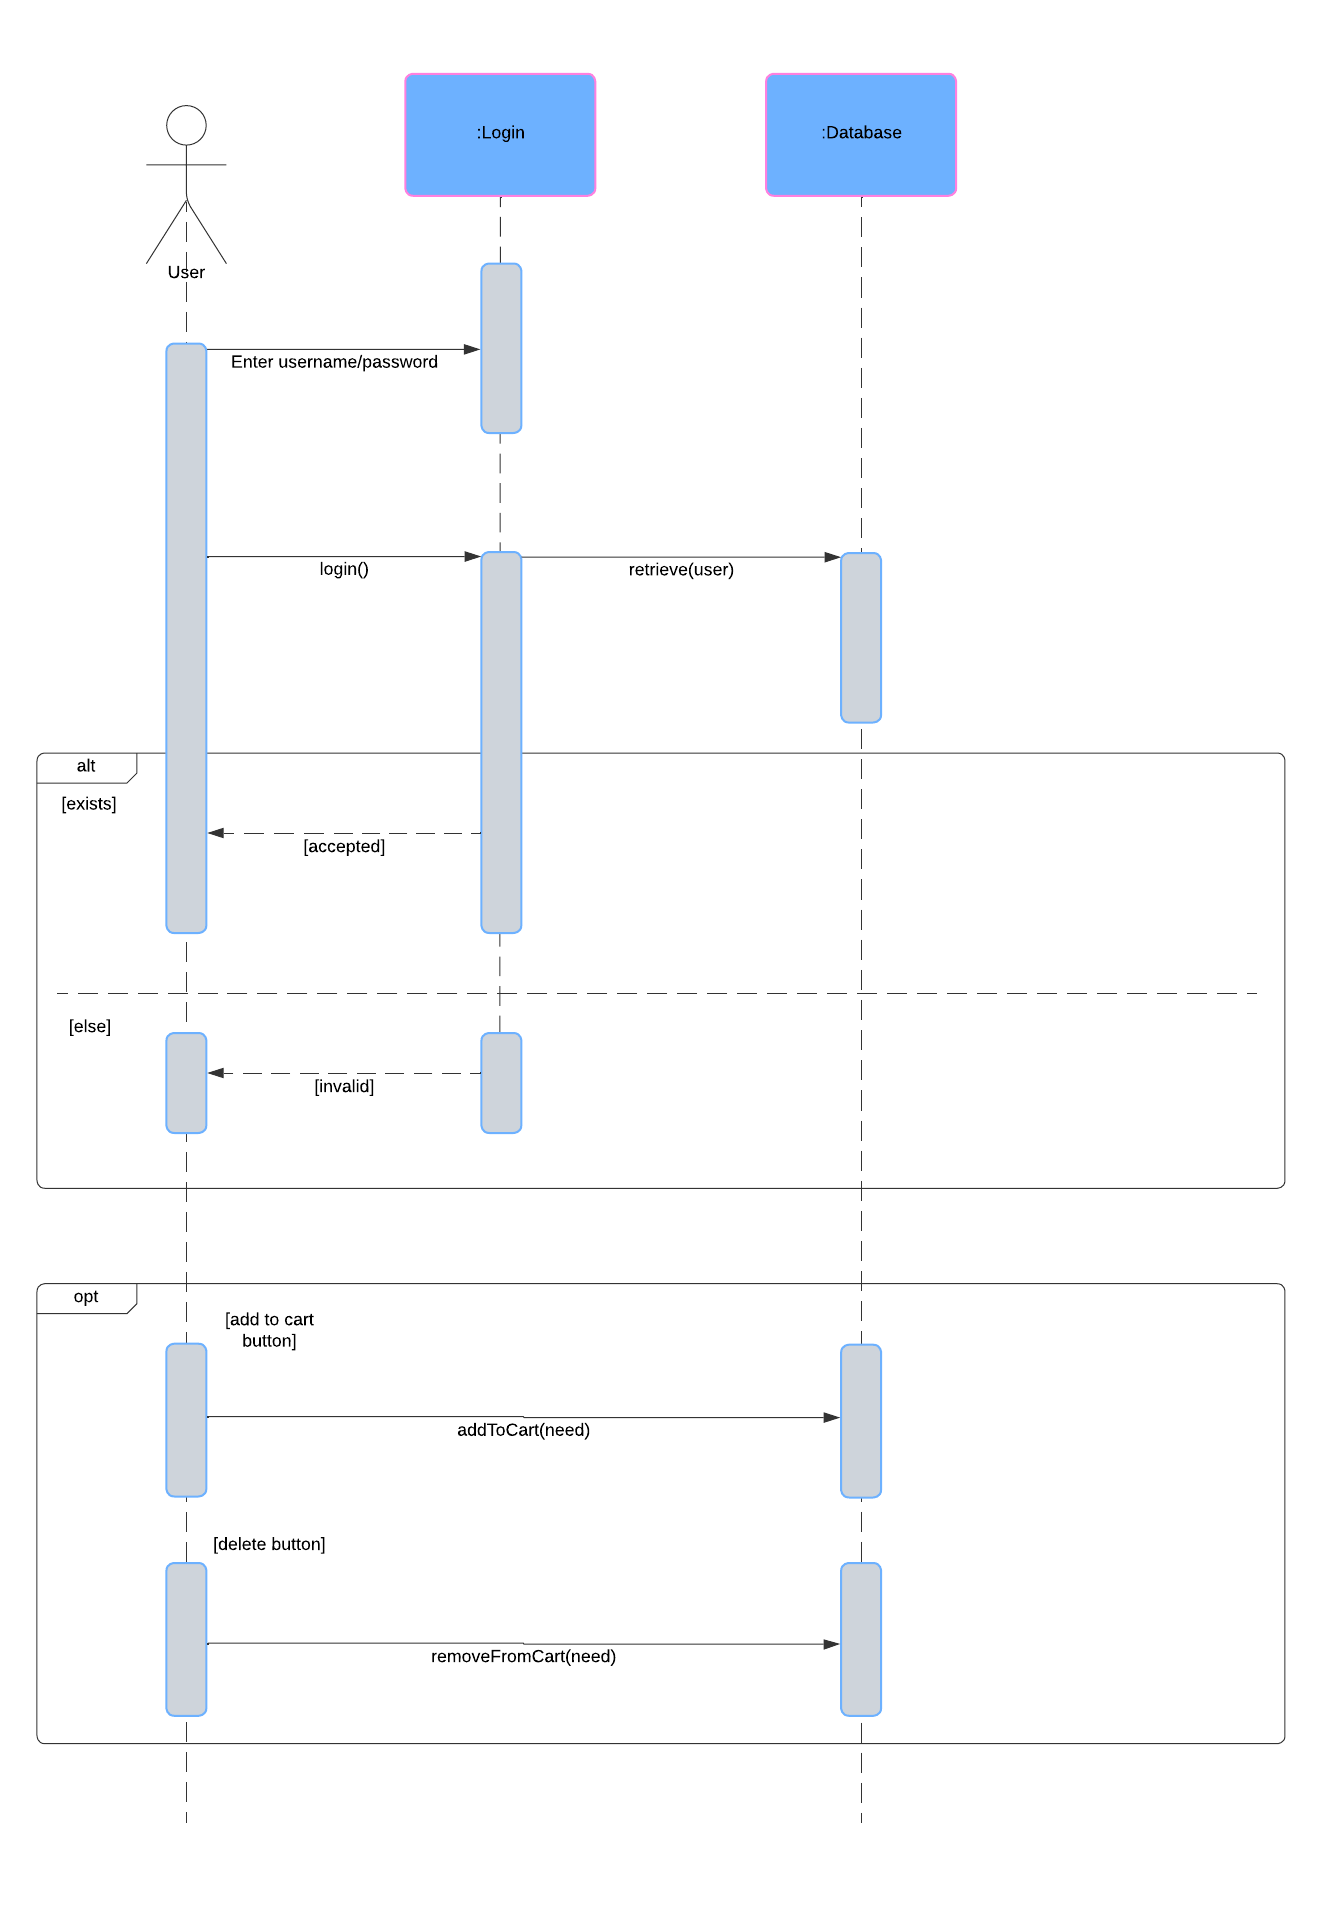 :Login
:Database
User
Enter username/password
login()
retrieve(user)
alt
[exists]
[accepted]
[else]
[invalid]
opt
[add to cart
button]
addToCart(need)
[delete button]
removeFromCart(need)